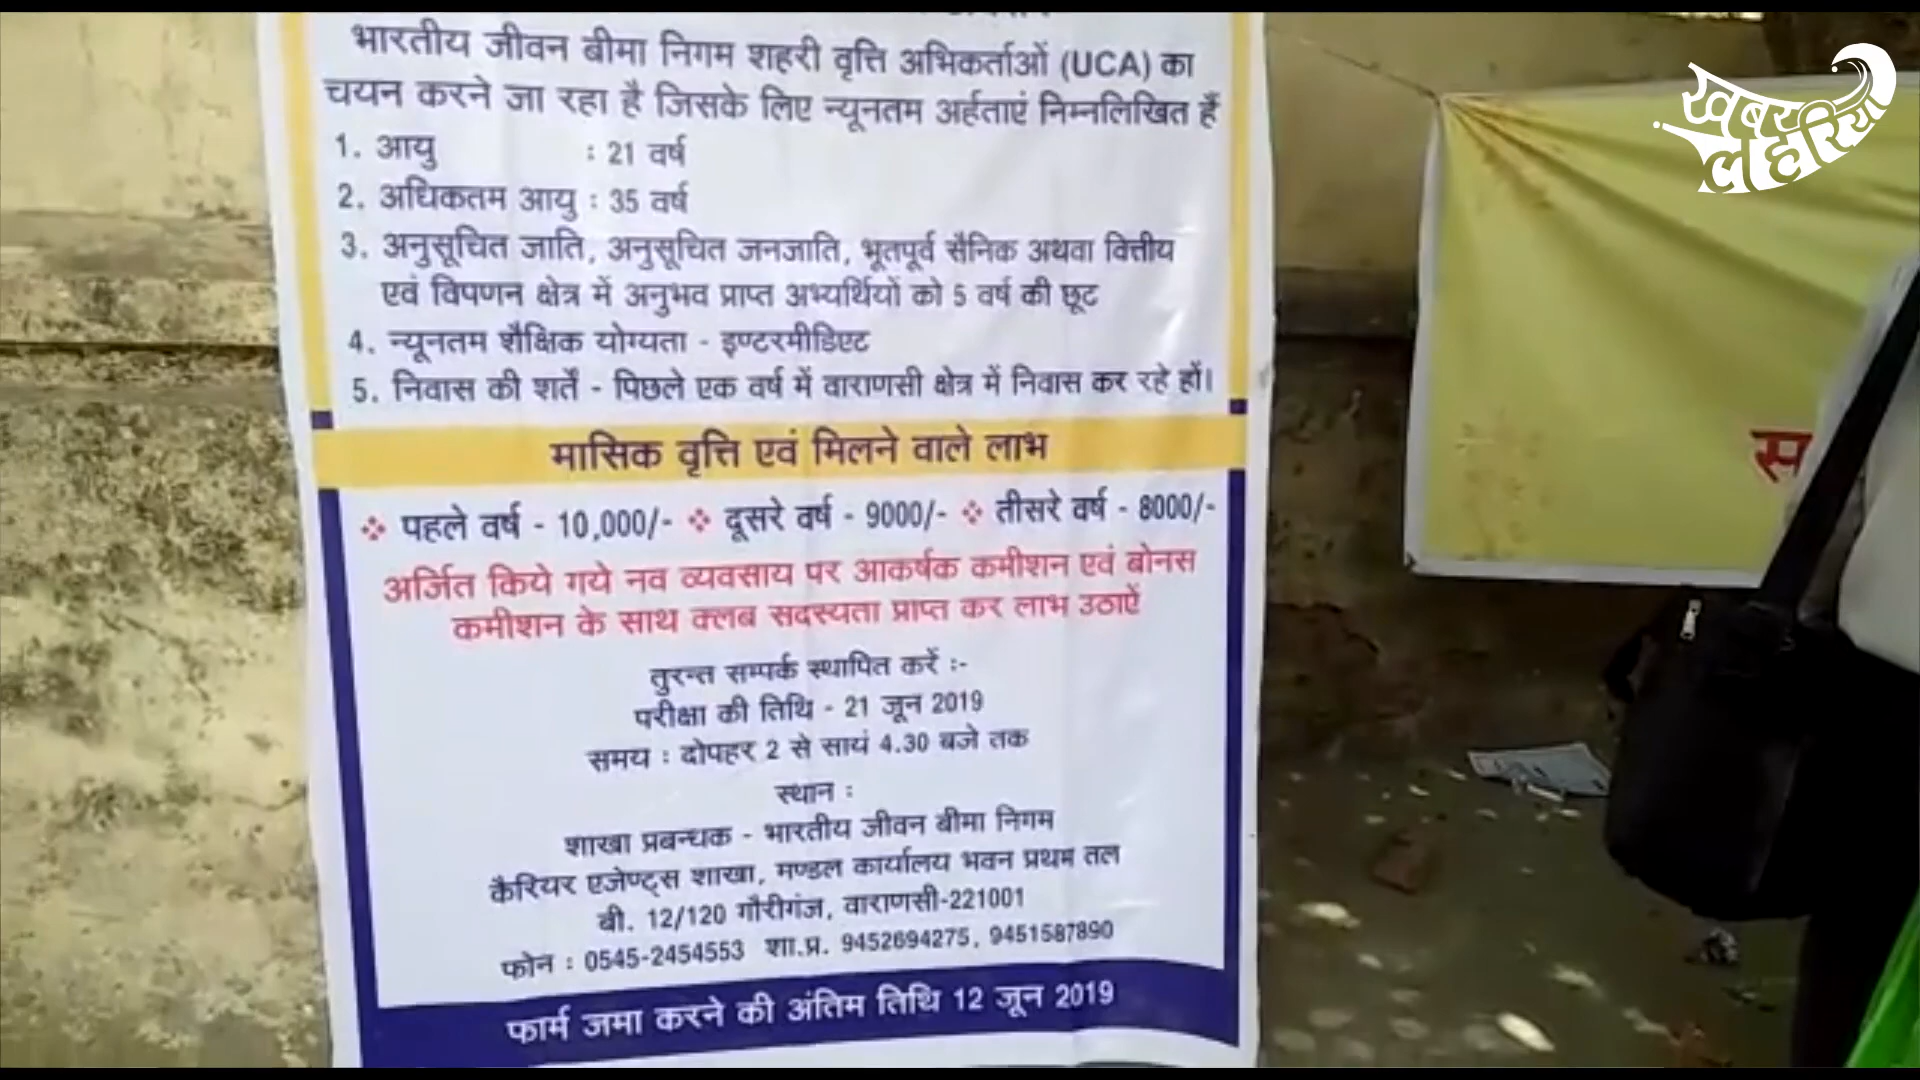 भारतीय जीवन बीमा निगम शहरी वृत्ति अभिकर्ताओं (UCA) का
चयन करने जा रहा है जिसके लिए न्यूनतम अर्हताएं निम्नलिखित हैं
1. आयु : 21 वर्ष
2. अधिकतम आयु : 35 वर्ष
3. अनुसूचित जाति, अनुसूचित जनजाति, भूतपूर्व सैनिक अथवा वित्तीय
एवं विपणन क्षेत्र में अनुभव प्राप्त अभ्यर्थियों को 5 वर्ष की छूट
4. न्यूनतम शैक्षिक योग्यता - इण्टरमीडिएट
5. निवास की शर्तें - पिछले एक वर्ष में वाराणसी क्षेत्र में निवास कर रहे हों।
मासिक वृत्ति एवं मिलने वाले लाभ
पहले वर्ष - 10,000/- दूसरे वर्ष - 9000/- तीसरे वर्ष - 8000/-
अर्जित किये गये नव व्यवसाय पर आकर्षक कमीशन एवं बोनस
कमीशन के साथ क्लब सदस्यता प्राप्त कर लाभ उठाऐं
तुरन्त सम्पर्क स्थापित करें :-
परीक्षा की तिथि - 21 जून 2019
समय : दोपहर 2 से सायं 4.30 बजे तक
स्थान :
शाखा प्रबन्धक - भारतीय जीवन बीमा निगम
कैरियर एजेण्ट्स शाखा, मण्डल कार्यालय भवन प्रथम तल
बी. 12/120 गौरीगंज, वाराणसी-221001
फोन : 0545-2454553 शा.प्र. 9452694275, 9451587890
फार्म जमा करने की अंतिम तिथि 12 जून 2019
खबर
लहरिया